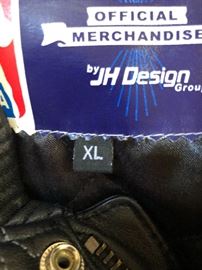 OFFICIAL
MERCHANDISE
by JH Design
Group
XL